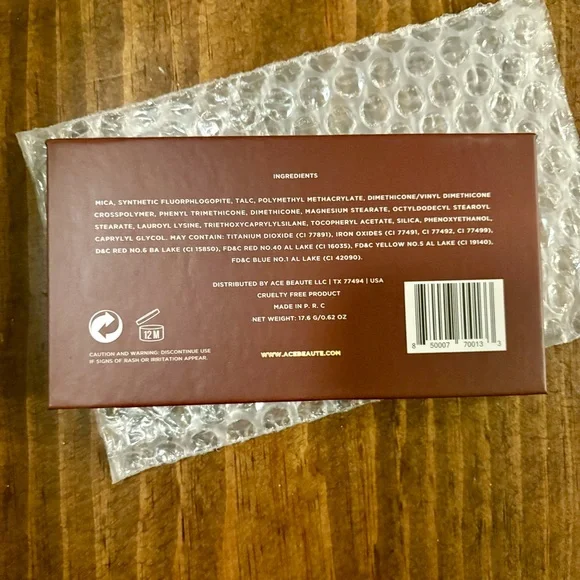 INGREDIENTS
MICA, SYNTHETIC FLUORPHLOGOPITE, TALC, POLYMETHYL METHACRYLATE, DIMETHICONE/VINYL DIMETHICONE
CROSSPOLYMER, PHENYL TRIMETHICONE, DIMETHICONE, MAGNESIUM STEARATE, OCTYLDODECYL STEAROYL
STEARATE, LAUROYL LYSINE, TRIETHOXYCAPRYLYLSILANE, TOCOPHERYL ACETATE, SILICA, PHENOXYETHANOL,
CAPRYLYL GLYCOL. MAY CONTAIN: TITANIUM DIOXIDE (CI 77891), IRON OXIDES (CI 77491, CI 77492, CI 77499),
D&C RED NO.6 BA LAKE (CI 15850), FD&C RED NO.40 AL LAKE (CI 16035), FD&C YELLOW NO.5 AL LAKE (CI 19140),
FD&C BLUE NO.1 AL LAKE (CI 42090).
DISTRIBUTED BY ACE BEAUTE LLC | TX 77494 | USA
CRUELTY FREE PRODUCT
MADE IN P. R. C
NET WEIGHT: 17.6 G/0.62 OZ
12 M
CAUTION AND WARNING: DISCONTINUE USE
IF SIGNS OF RASH OR IRRITATION APPEAR.
WWW.ACEBEAUTE.COM
8 50007 70013 3